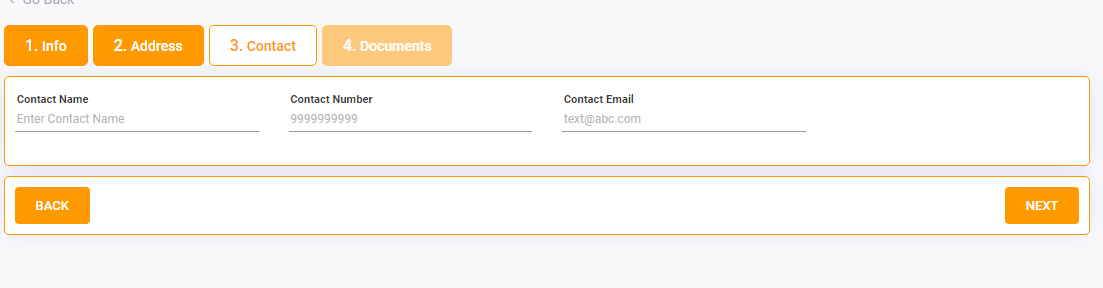 Go Back
1. Info 2. Address 3. Contact 4. Documents
Contact Name Contact Number Contact Email
Enter Contact Name 9999999999 text@abc.com
BACK NEXT